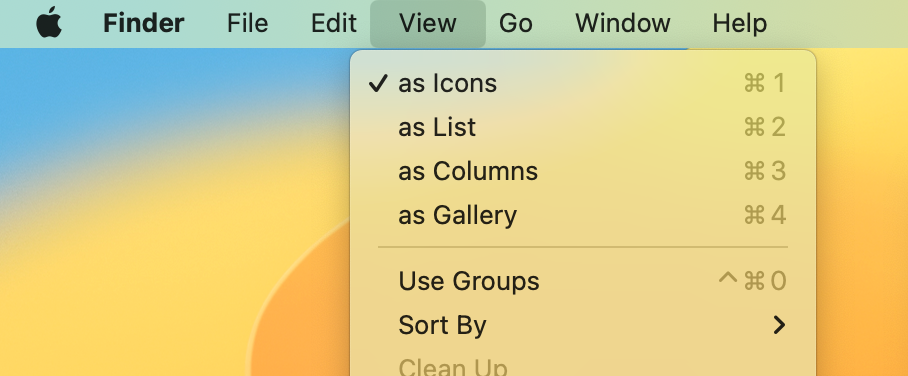 Finder File Edit View Go Window Help
✓ as Icons ⌘ 1
as List ⌘ 2
as Columns ⌘ 3
as Gallery ⌘ 4
Use Groups ^ ⌘ 0
Sort By >
Clean Up